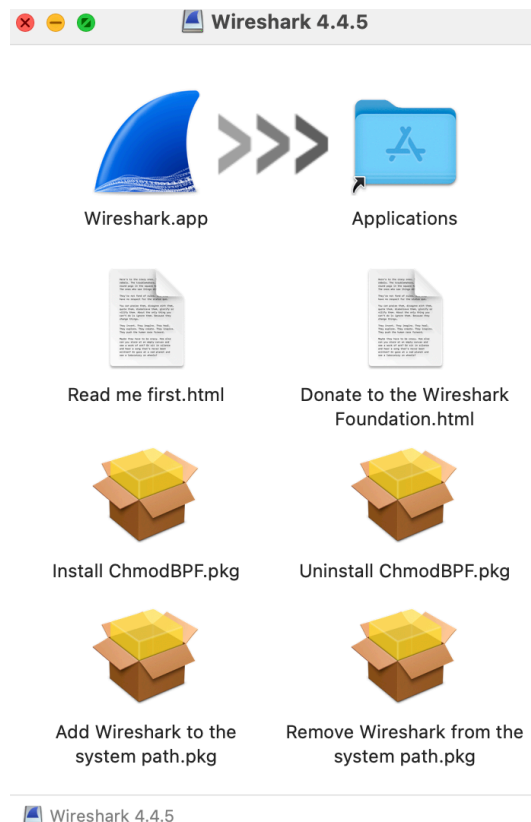 Wireshark 4.4.5
Wireshark.app
Applications
Read me first.html
Donate to the Wireshark
Foundation.html
Install ChmodBPF.pkg
Uninstall ChmodBPF.pkg
Add Wireshark to the
system path.pkg
Remove Wireshark from the
system path.pkg
Wireshark 4.4.5